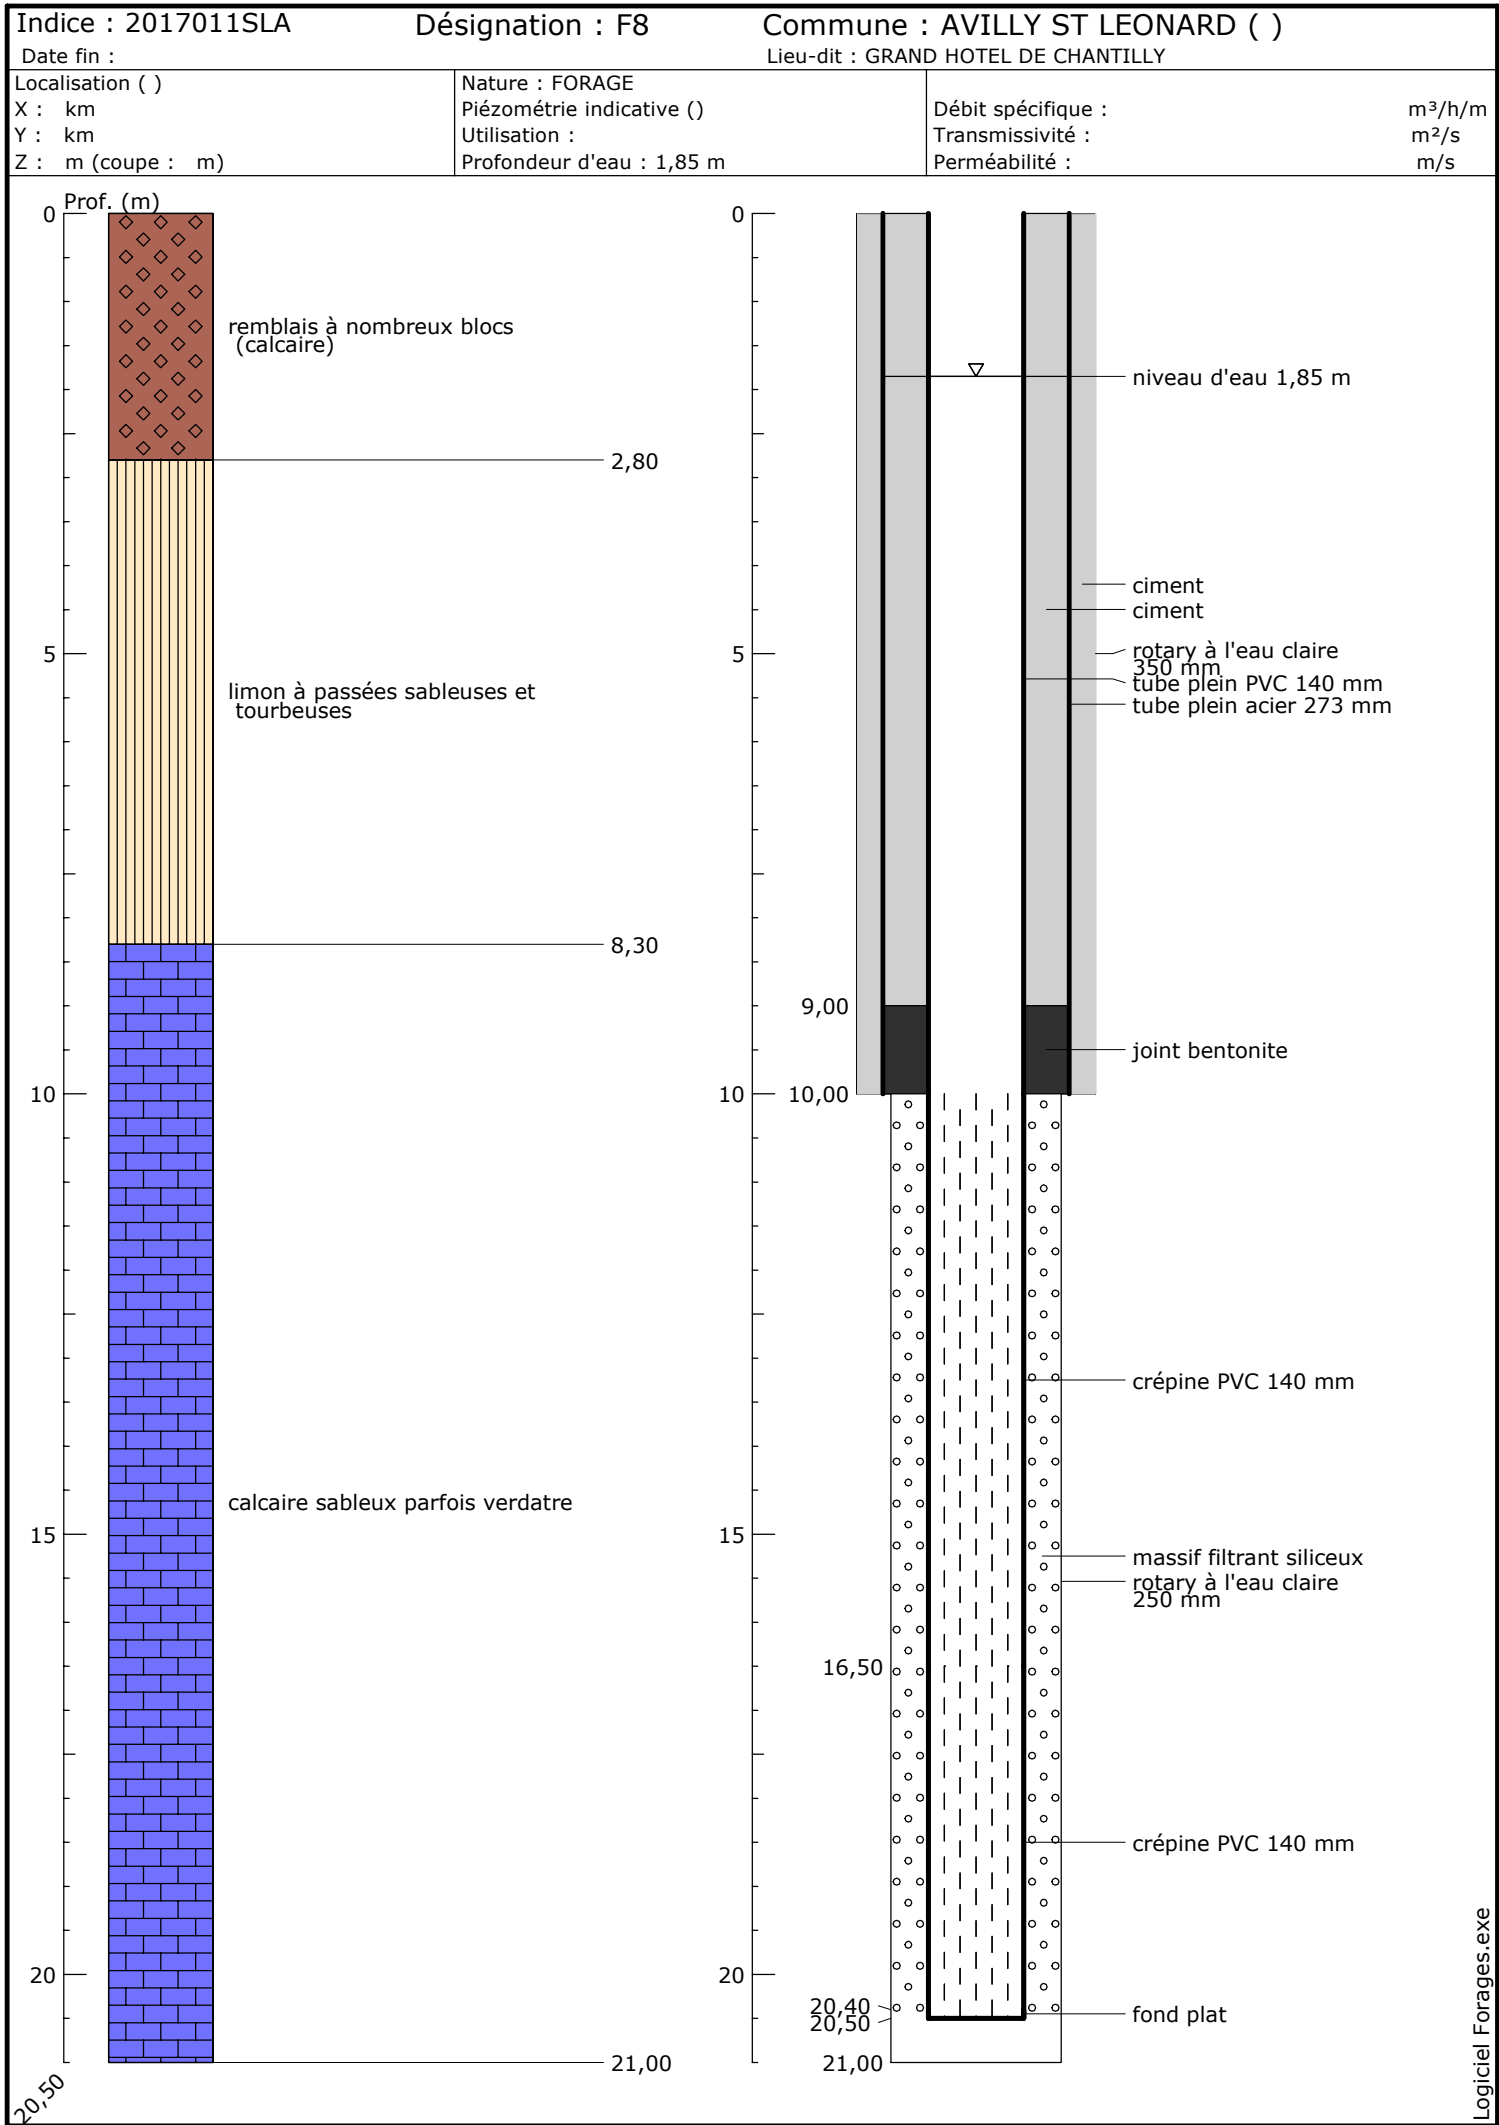 Indice : 2017011SLA Désignation : F8 Commune : AVILLY ST LEONARD ( )
Date fin : Lieu-dit : GRAND HOTEL DE CHANTILLY
Localisation ( )
X : km
Y : km
Z : m (coupe : m)
Nature : FORAGE
Piézométrie indicative ()
Utilisation :
Profondeur d'eau : 1,85 m
Débit spécifique : m³/h/m
Transmissivité : m²/s
Perméabilité : m/s
Prof. (m)
0
5
10
15
20
20,50
remblais à nombreux blocs
(calcaire)
2,80
limon à passées sableuses et
tourbeuses
8,30
calcaire sableux parfois verdatre
21,00
0
5
10
15
20
9,00
10,00
16,50
20,40
20,50
21,00
niveau d'eau 1,85 m
ciment
ciment
rotary à l'eau claire
350 mm
tube plein PVC 140 mm
tube plein acier 273 mm
joint bentonite
crépine PVC 140 mm
massif filtrant siliceux
rotary à l'eau claire
250 mm
crépine PVC 140 mm
fond plat
Logiciel Forages.exe